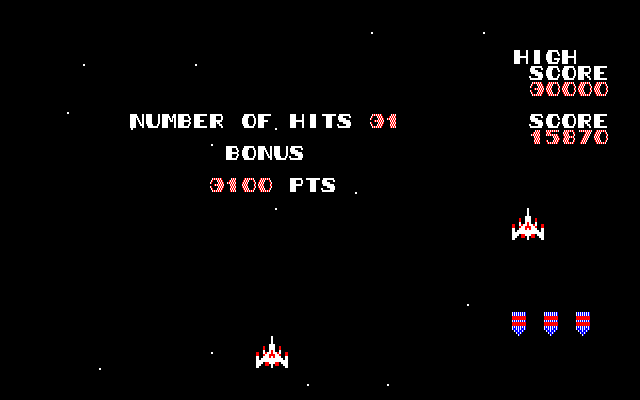 HIGH
SCORE
30000
NUMBER OF HITS 31
SCORE
15870
BONUS
3100 PTS